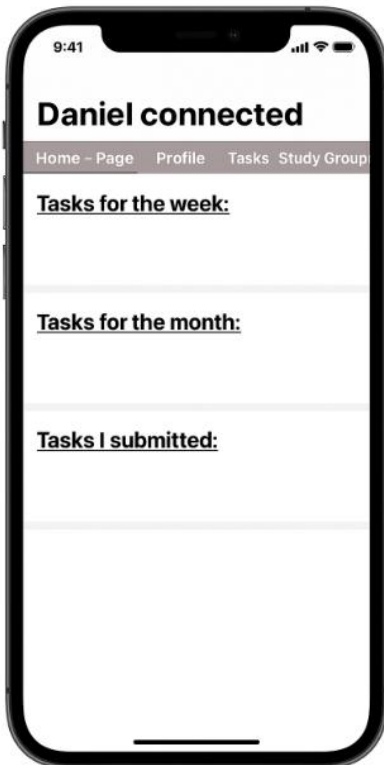 9:41
Daniel connected
Home – Page Profile Tasks Study Group
Tasks for the week:
Tasks for the month:
Tasks I submitted: